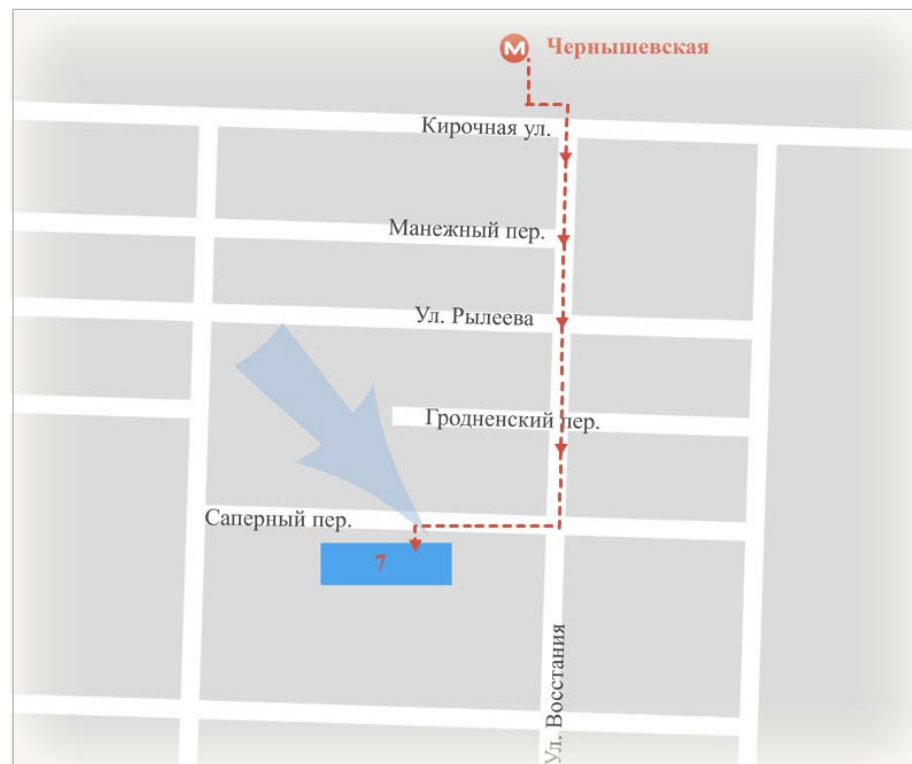 М Чернышевская
Кирочная ул.
Манежный пер.
Ул. Рылеева
Гродненский пер.
Саперный пер.
7
Ул. Восстания